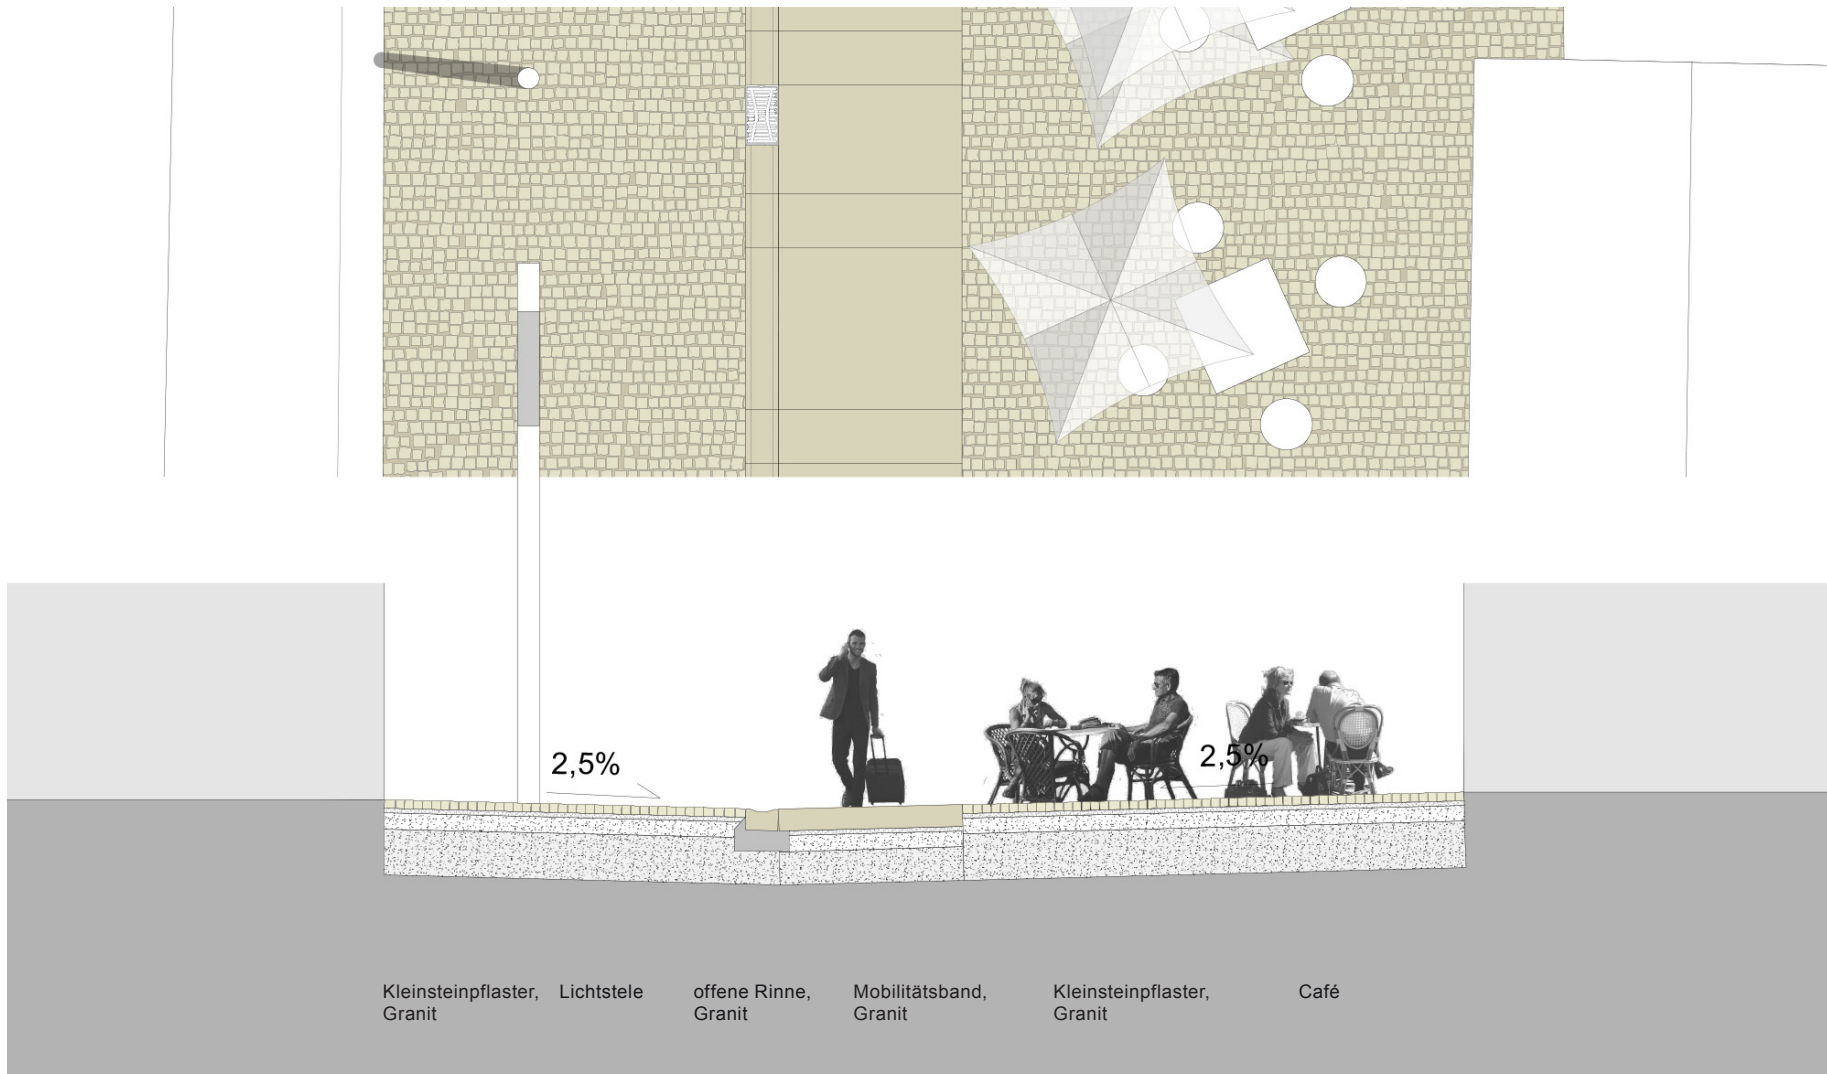 2,5%
2,5%
Kleinsteinpflaster,
Granit
Lichtstele
offene Rinne,
Granit
Mobilitätsband,
Granit
Kleinsteinpflaster,
Granit
Café